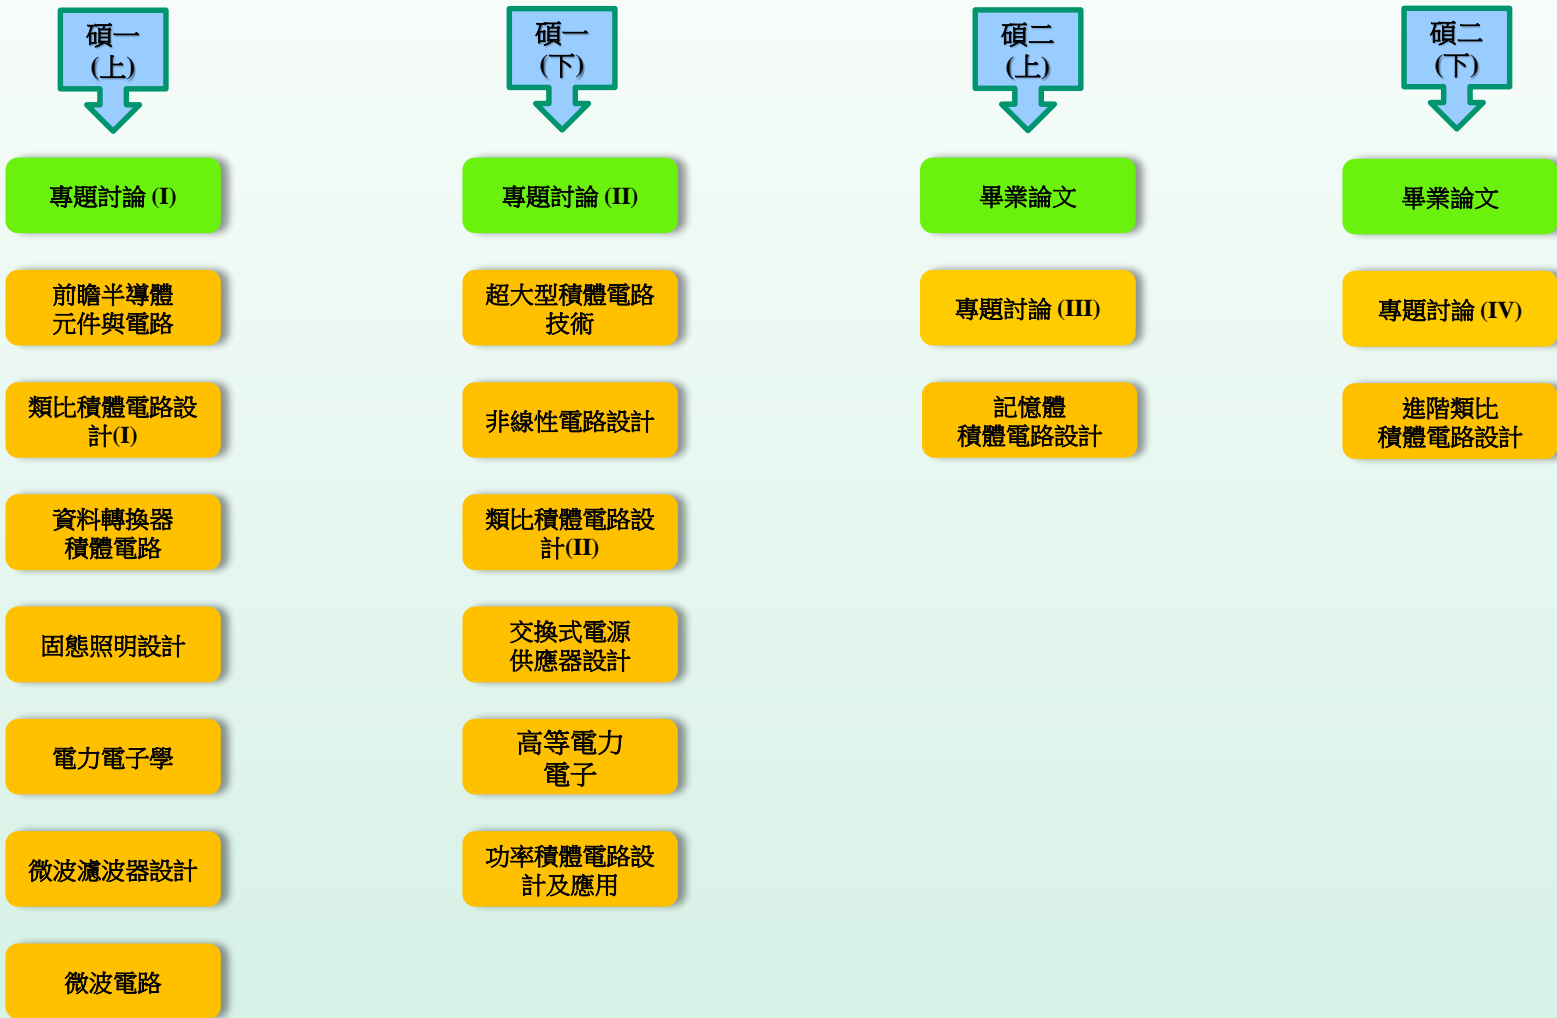 碩一
(上)
碩一
(下)
碩二
(上)
碩二
(下)
專題討論 (I)
專題討論 (II)
畢業論文
畢業論文
前瞻半導體
元件與電路
超大型積體電路
技術
專題討論 (III)
專題討論 (IV)
類比積體電路設
計(I)
非線性電路設計
記憶體
積體電路設計
進階類比
積體電路設計
資料轉換器
積體電路
類比積體電路設
計(II)
固態照明設計
交換式電源
供應器設計
電力電子學
高等電力
電子
微波濾波器設計
功率積體電路設
計及應用
微波電路